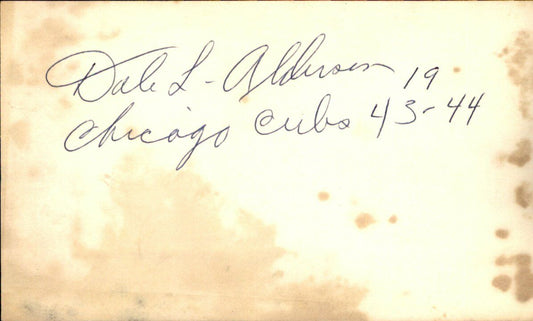 Dale L - Alderson 19
Chicago Cubs 43-44